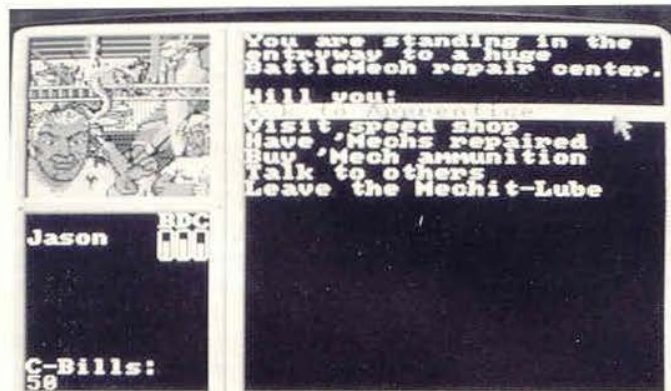 You are standing in the
entryway to a huge
BattleMech repair center.
Will you:
Visit speed shop
Have 'Mechs repaired
Buy 'Mech ammunition
Talk to others
Leave the Mechit-Lube
Jason
BDC
C-Bills:
50